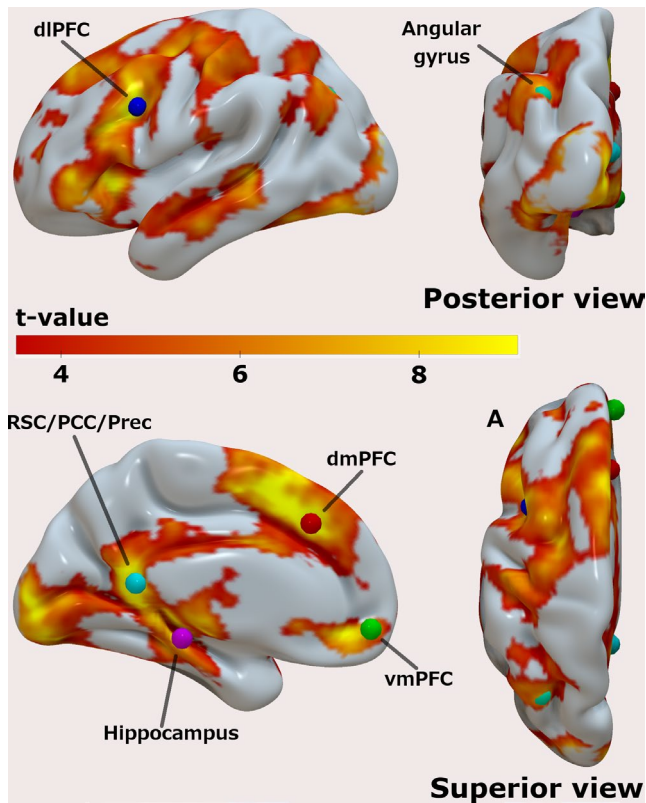 dlPFC
Angular
gyrus
Posterior view
t-value
4 6 8
RSC/PCC/Prec
dmPFC
A
vmPFC
Hippocampus
Superior view